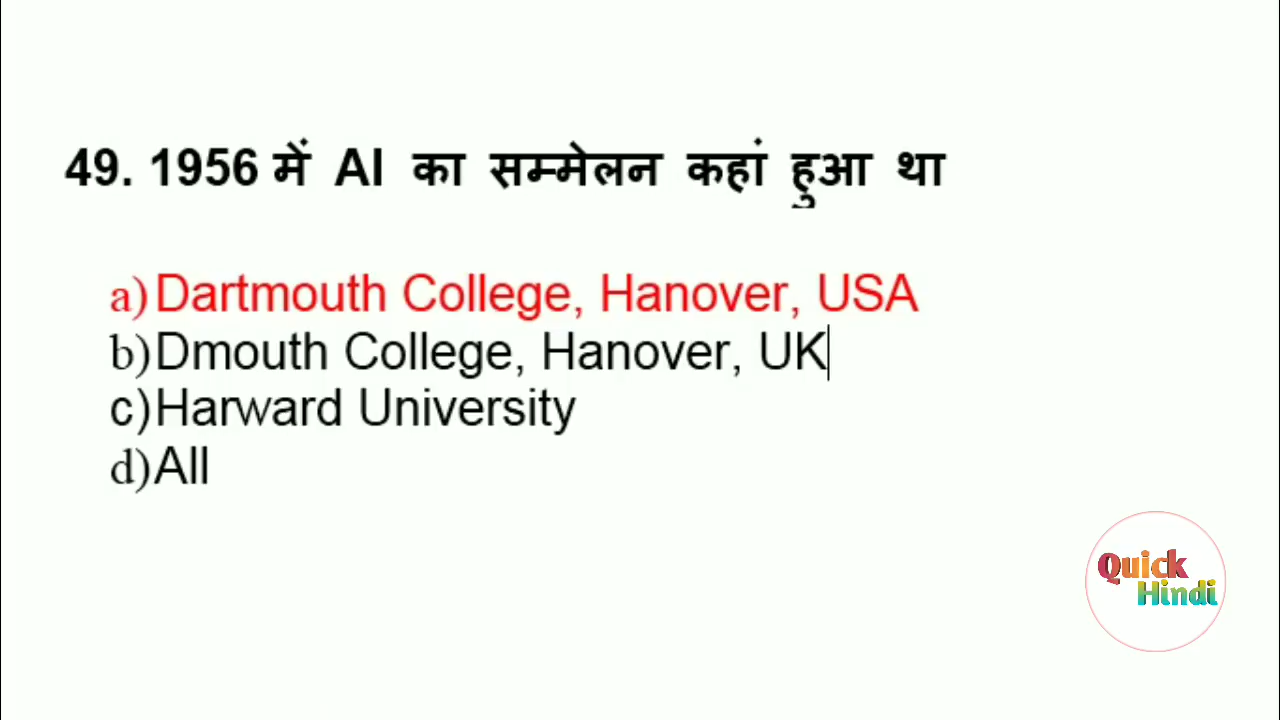 49. 1956 में AI का सम्मेलन कहां हुआ था
a) Dartmouth College, Hanover, USA
b) Dmouth College, Hanover, UK
c) Harward University
d) All
Quick
Hindi